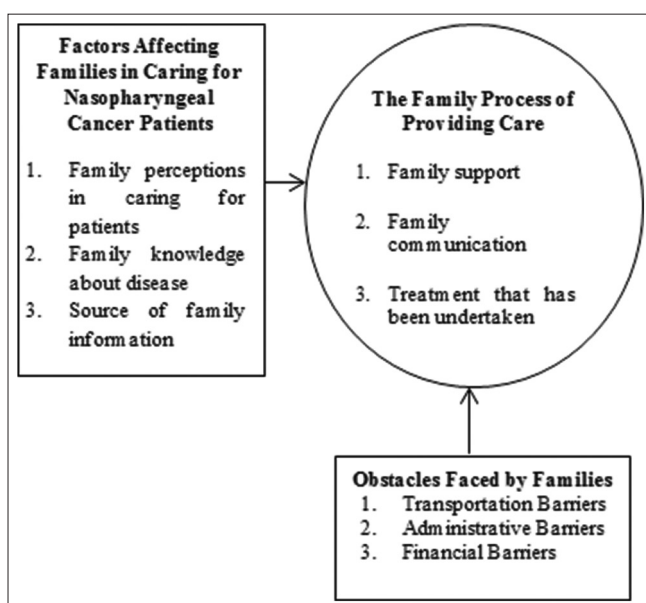 Factors Affecting
Families in Caring for
Nasopharyngeal
Cancer Patients
1. Family perceptions
in caring for
patients
2. Family knowledge
about disease
3. Source of family
information
The Family Process of
Providing Care
1. Family support
2. Family
communication
3. Treatment that has
been undertaken
Obstacles Faced by Families
1. Transportation Barriers
2. Administrative Barriers
3. Financial Barriers